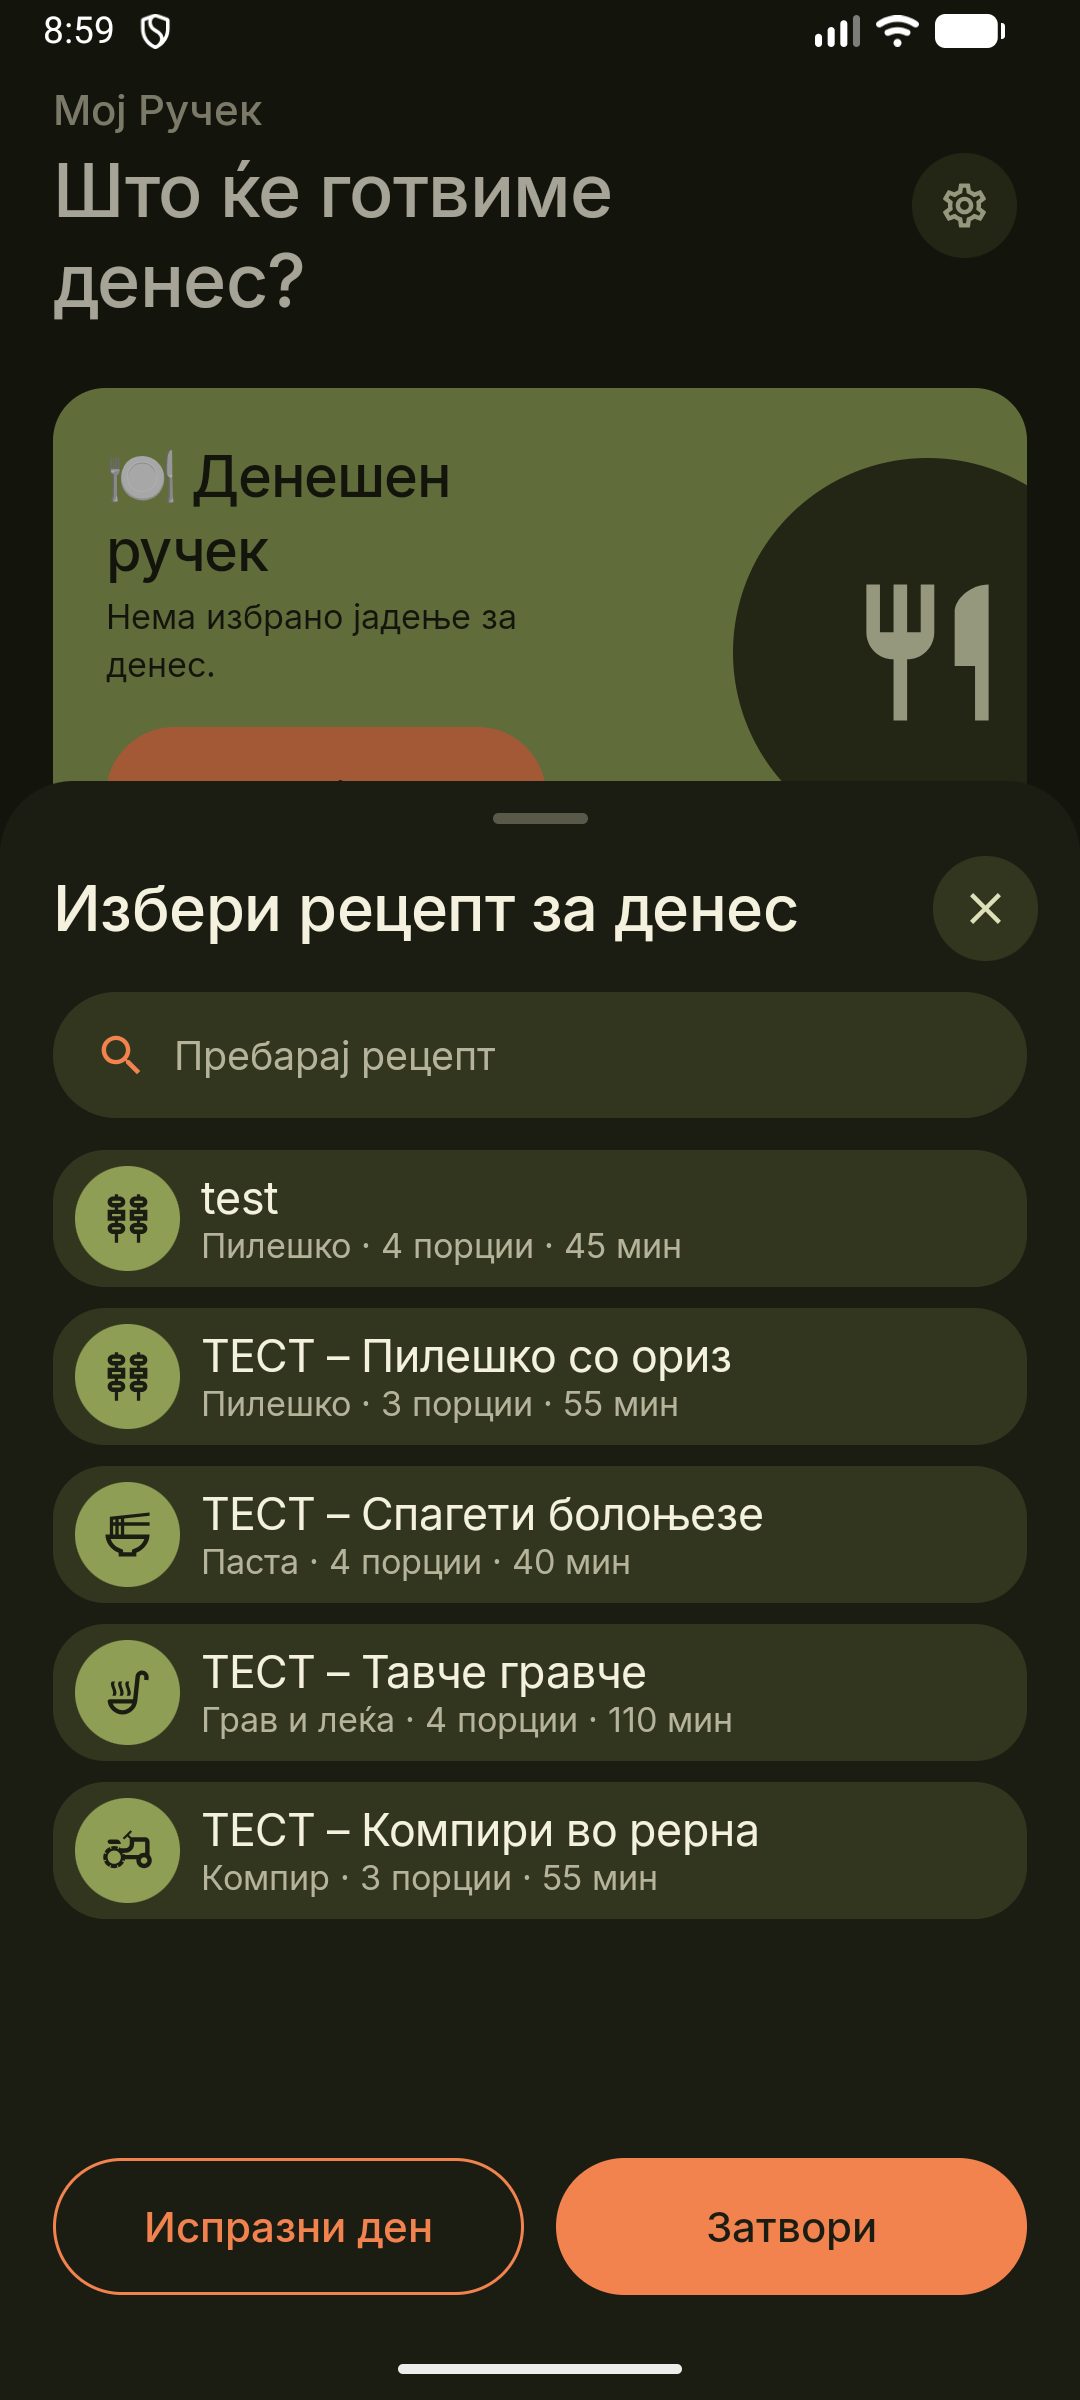 8:59
Мој Ручек
Што ќе готвиме
денес?
🍽️ Денешен
ручек
Нема избрано јадење за
денес.
Избери рецепт за денес
Пребарај рецепт
test
Пилешко · 4 порции · 45 мин
ТЕСТ – Пилешко со ориз
Пилешко · 3 порции · 55 мин
ТЕСТ – Спагети болоњезе
Паста · 4 порции · 40 мин
ТЕСТ – Тавче гравче
Грав и леќа · 4 порции · 110 мин
ТЕСТ – Компири во рерна
Компир · 3 порции · 55 мин
Испразни ден
Затвори